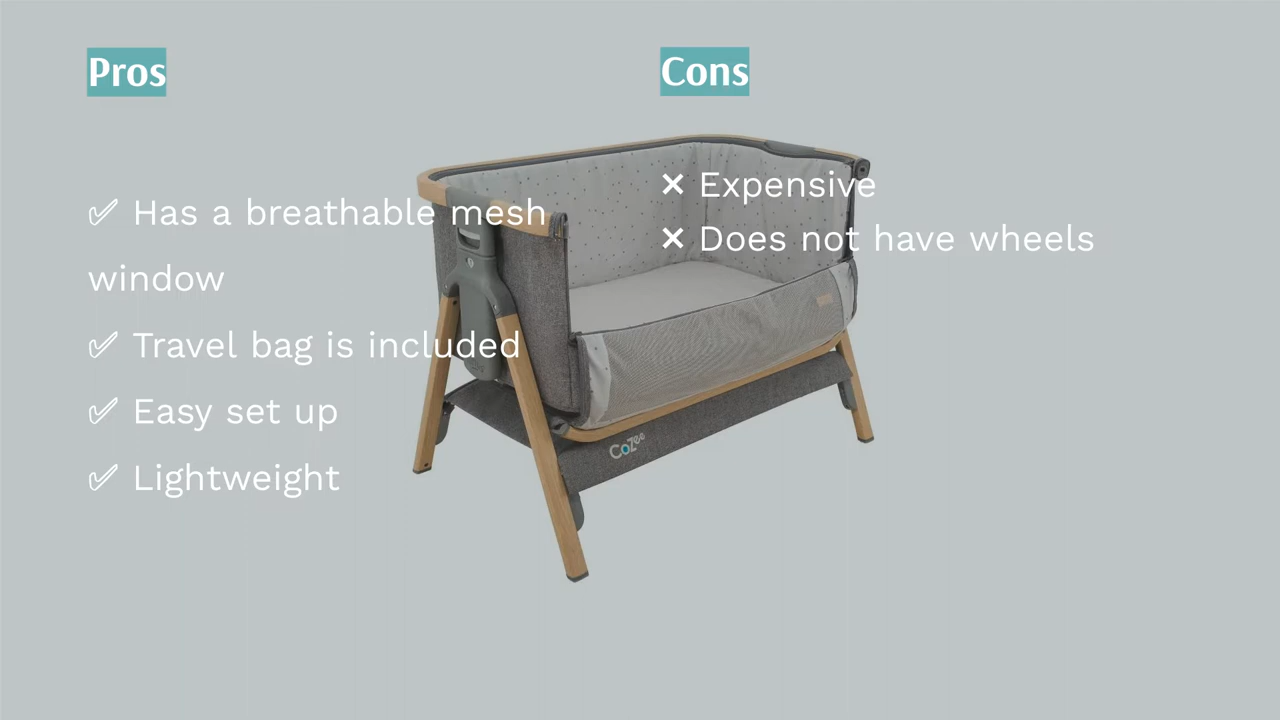 Pros
✅ Has a breathable mesh
window
✅ Travel bag is included
✅ Easy set up
✅ Lightweight
Cons
❌ Expensive
❌ Does not have wheels
CoZee